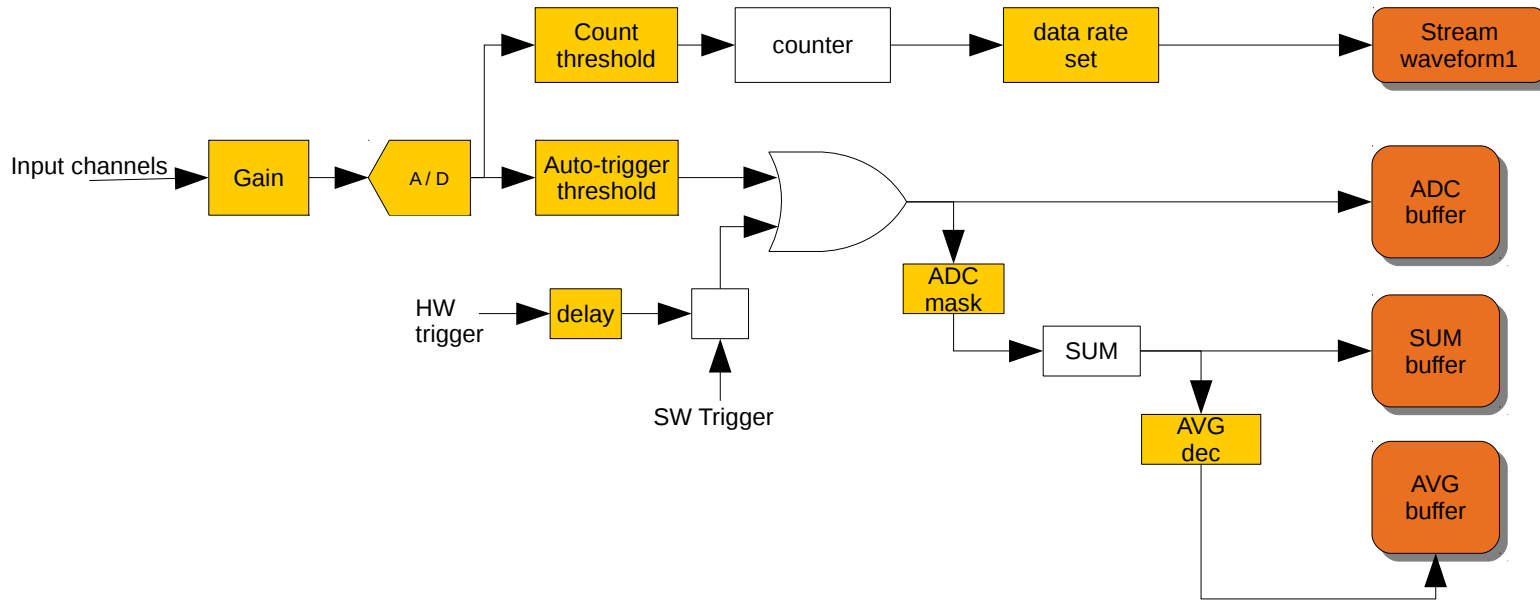 Count
threshold
counter
data rate
set
Stream
waveform1
Input channels
Gain
A / D
Auto-trigger
threshold
ADC
buffer
HW
trigger
delay
ADC
mask
SW Trigger
SUM
SUM
buffer
AVG
dec
AVG
buffer